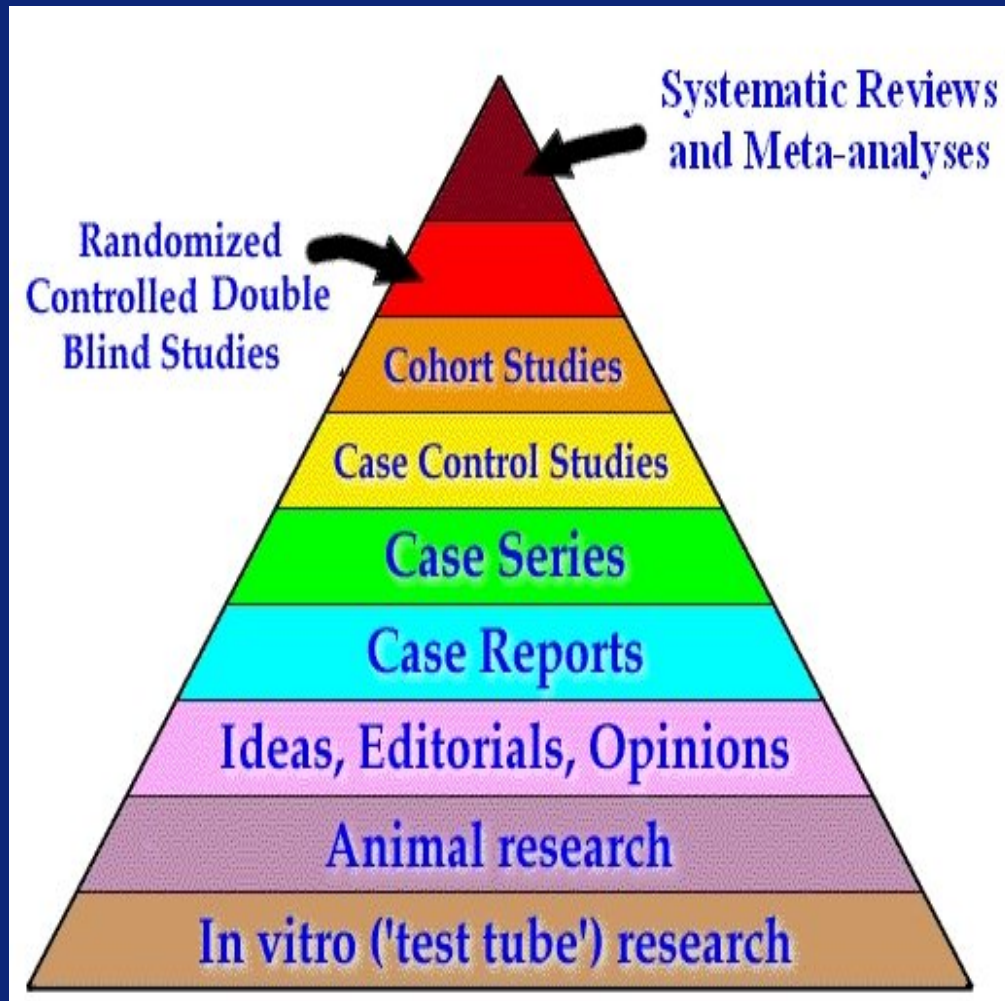 Systematic Reviews
and Meta-analyses
Randomized
Controlled Double
Blind Studies
Cohort Studies
Case Control Studies
Case Series
Case Reports
Ideas, Editorials, Opinions
Animal research
In vitro ('test tube') research